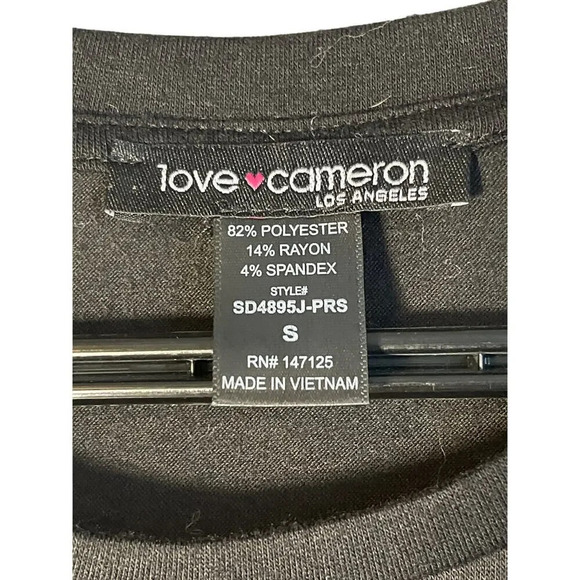 love♥cameron
LOS ANGELES
82% POLYESTER
14% RAYON
4% SPANDEX
STYLE#
SD4895J-PRS
S
RN# 147125
MADE IN VIETNAM